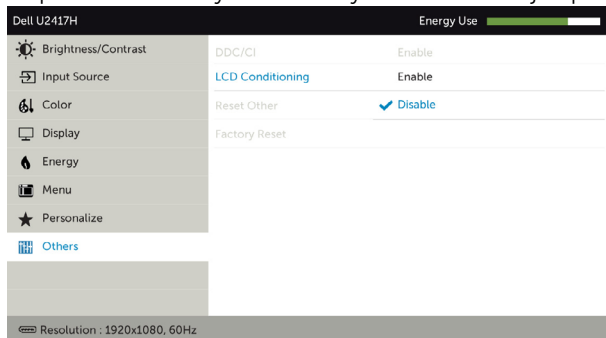 Dell U2417H Energy Use
Brightness/Contrast DDC/CI Enable
Input Source LCD Conditioning Enable
Color Reset Other Disable
Display Factory Reset
Energy
Menu
Personalize
Others
Resolution : 1920x1080, 60Hz